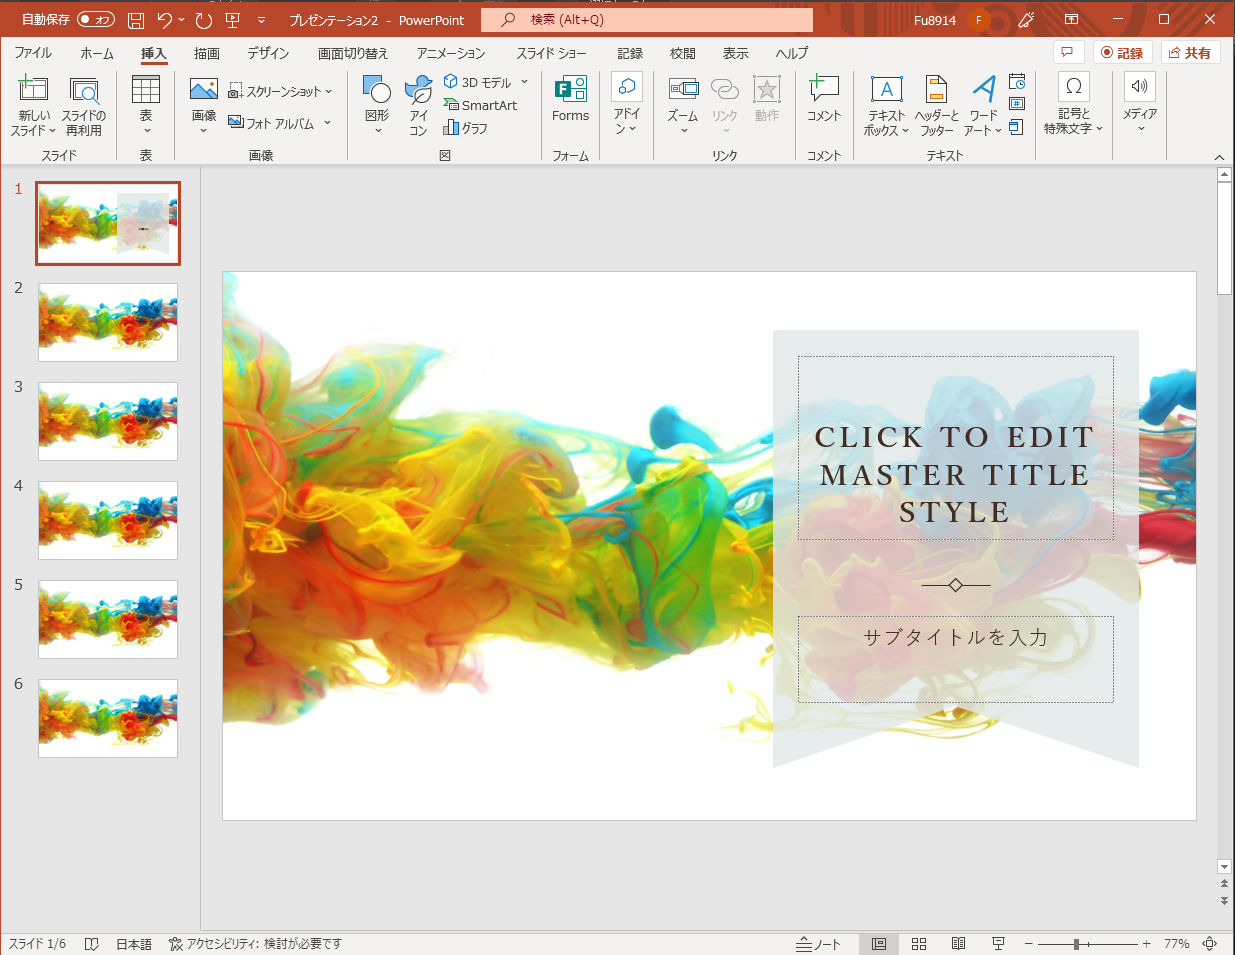 自動保存 オフ プレゼンテーション2 - PowerPoint 検索 (Alt+Q) Fu8914 F
ファイル ホーム 挿入 描画 デザイン 画面切り替え アニメーション スライド ショー 記録 校閲 表示 ヘルプ 記録 共有
新しい
スライド
スライドの
再利用
スライド
表
表
画像
スクリーンショット
フォト アルバム
画像
図形
アイ
コン
3D モデル
SmartArt
グラフ
図
Forms
フォーム
アドイ
ン
ズーム
リンク
動作
リンク
コメント
コメント
テキスト
ボックス
ヘッダーと
フッター
ワード
アート
テキスト
記号と
特殊文字
メディア
1
2
3
4
5
6
CLICK TO EDIT
MASTER TITLE
STYLE
サブタイトルを入力
スライド 1/6 日本語 アクセシビリティ: 検討が必要です ノート 77%